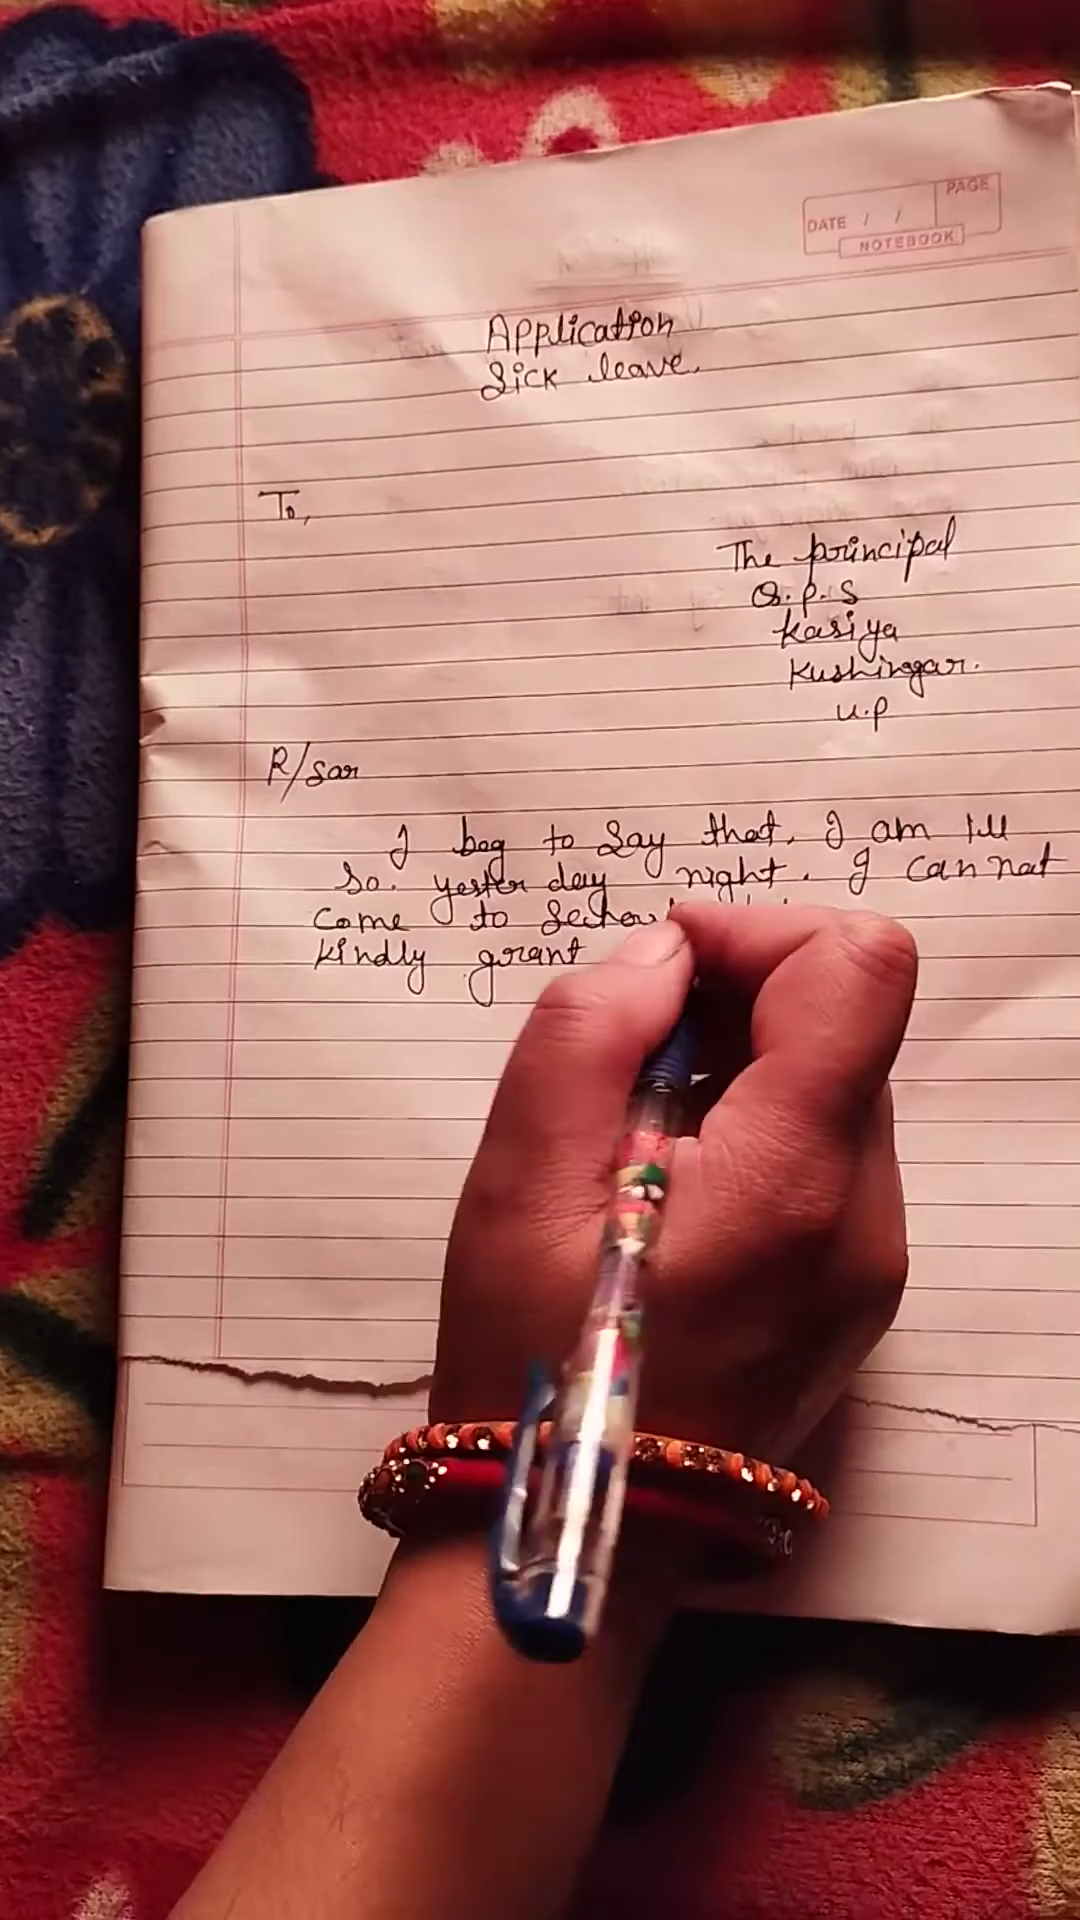 DATE / /
PAGE
NOTEBOOK
Application
Sick leave.
To,
The principal
Q.P.S
Kasiya
Kushinagar.
U.P
R/sar
I beg to say that, I am ill
so. yester day night. I can not
come to
kindly grant